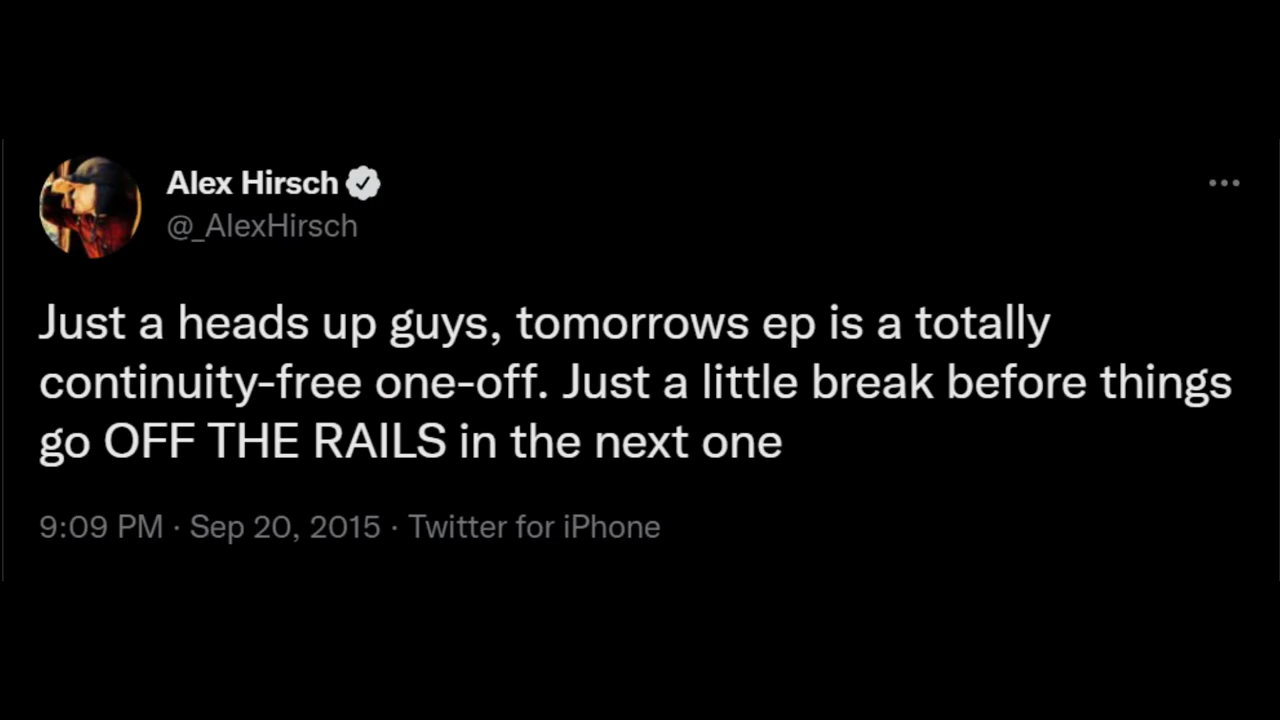 Alex Hirsch
@_AlexHirsch
Just a heads up guys, tomorrows ep is a totally
continuity-free one-off. Just a little break before things
go OFF THE RAILS in the next one
9:09 PM · Sep 20, 2015 · Twitter for iPhone